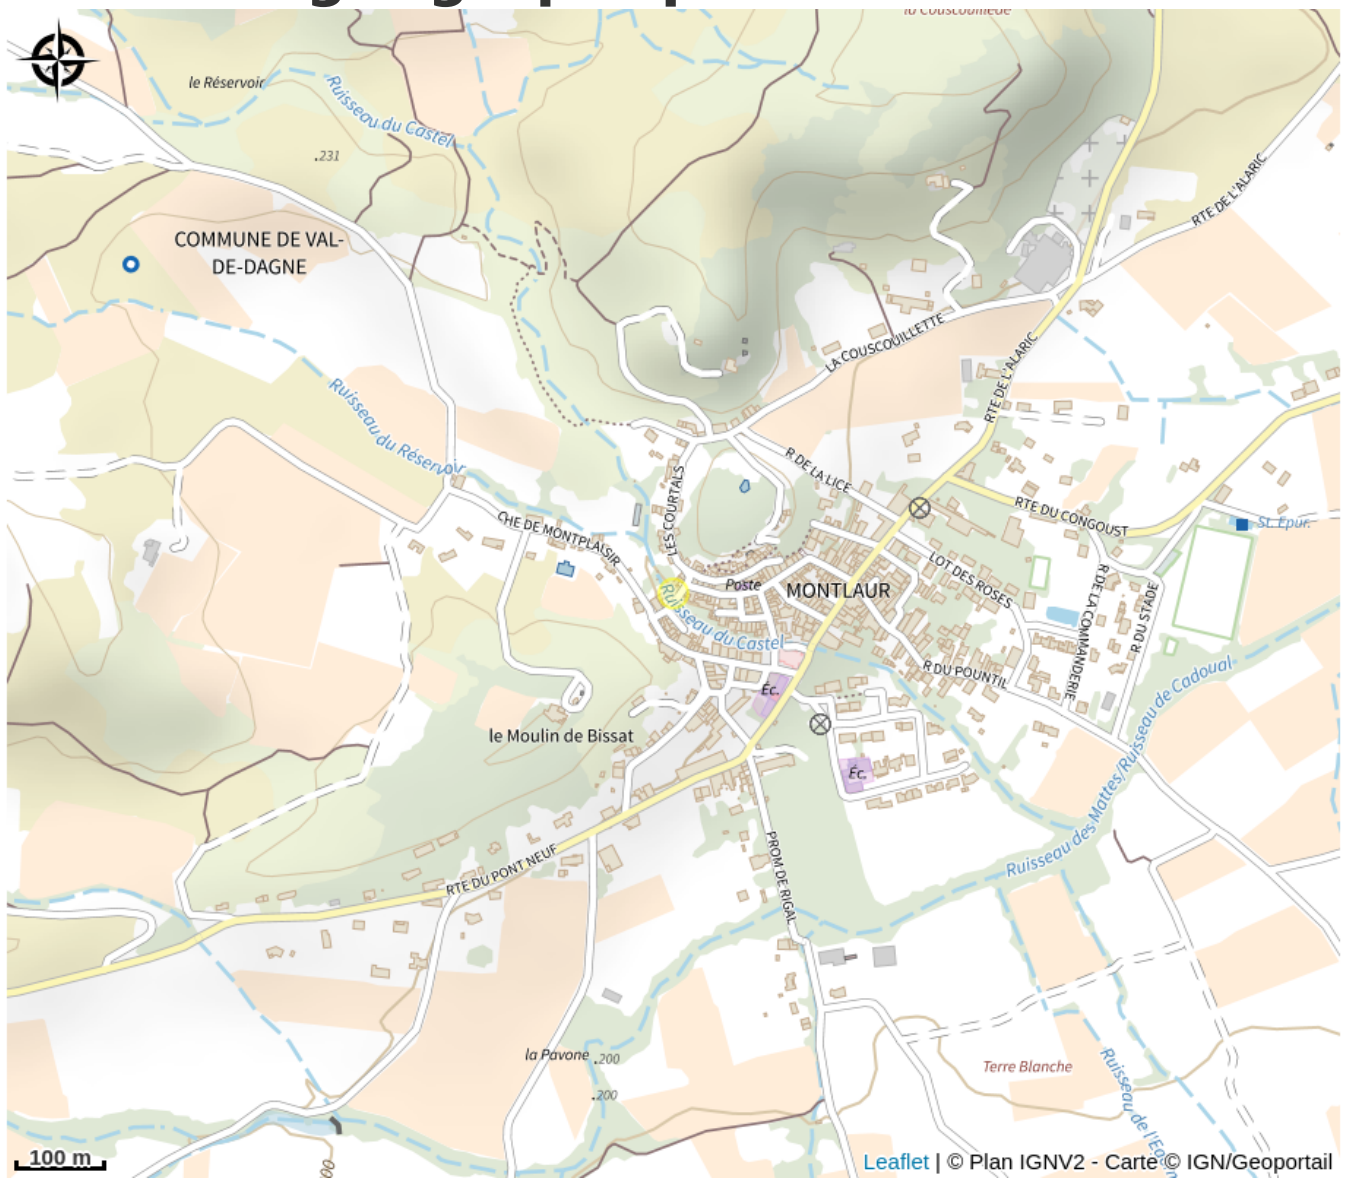 la Couscouillede
le Réservoir
Ruisseau du Castel
.231
RTE DE L'ALARIC
COMMUNE DE VAL-
DE-DAGNE
LA COUSCOUILLETTE
RTE DE L'ALARIC
Ruisseau du Réservoir
R DE LA LICE
LES COURTALS
CHE DE MONTPLAISIR
RTE DU CONGOUST
St. Épur.
LOT DES ROSES
Poste
MONTLAUR
R DE LA COMMANDERIE
R DU STADE
Ruisseau du Castel
R DU POUNTIL
Éc.
le Moulin de Bissat
Éc.
Ruisseau des Mattes/Ruisseau de Cadoual
RTE DU PONT NEUF
PROM DE RIGAL
la Pavone
.200
.200
Terre Blanche
Ruisseau de l'
100 m
00
Leaflet | © Plan IGNV2 - Carte © IGN/Geoportail